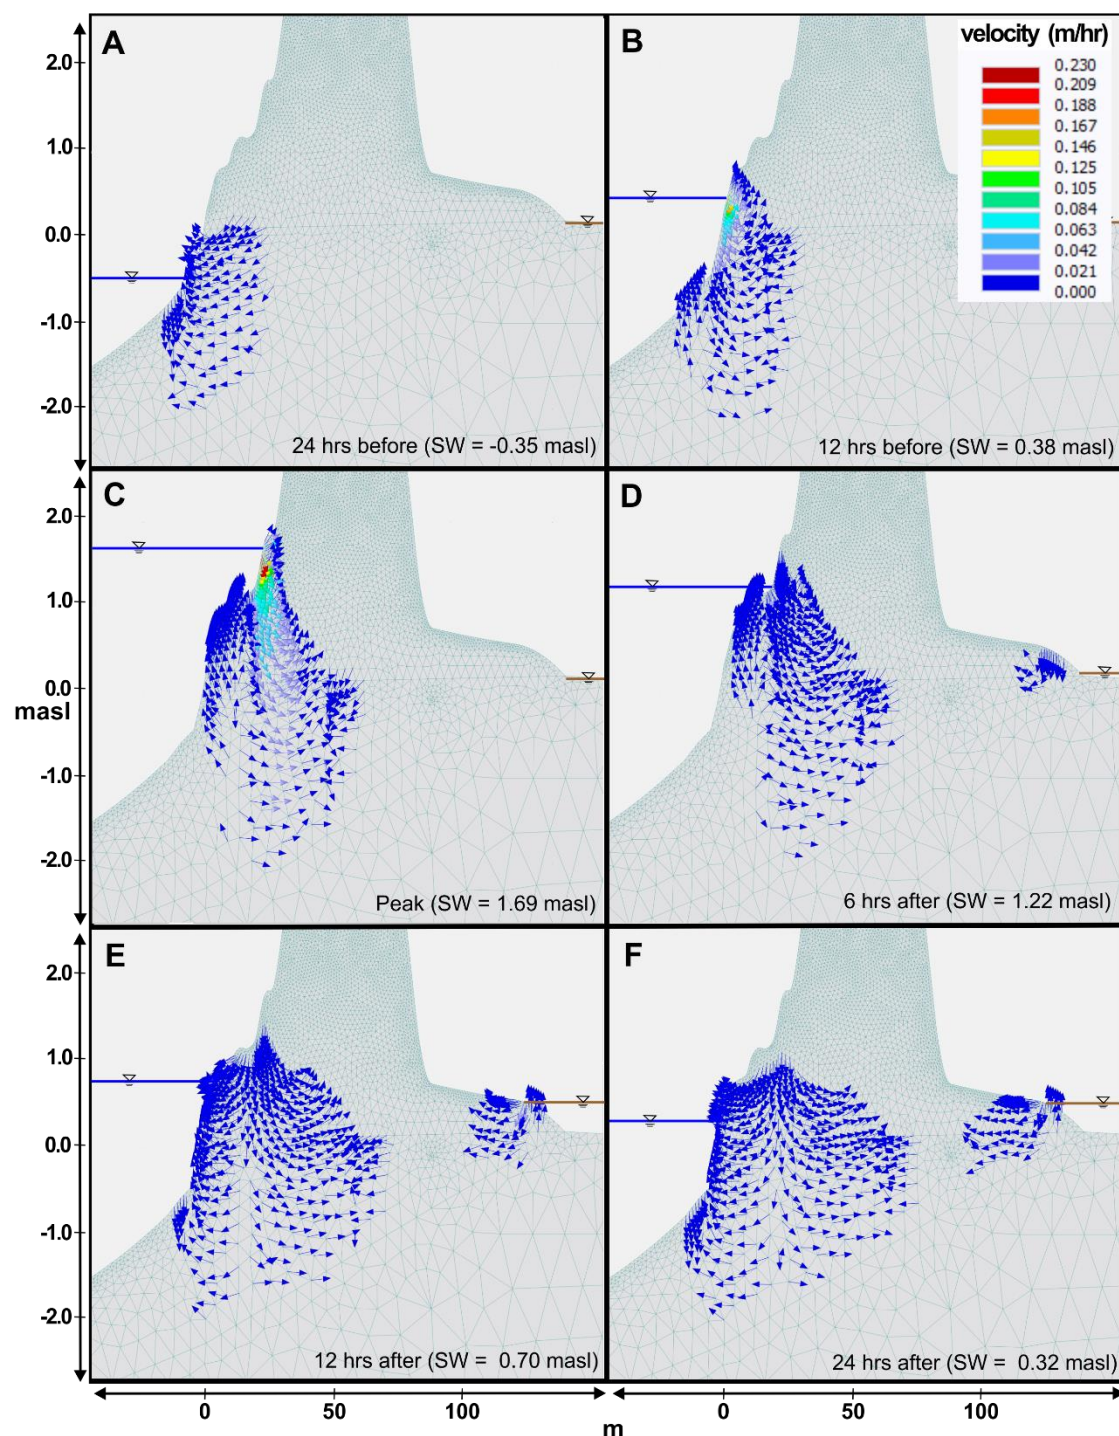 A
2.0
1.0
0.0
-1.0
-2.0
24 hrs before (SW = -0.35 masl)
B
velocity (m/hr)
0.230
0.209
0.188
0.167
0.146
0.125
0.105
0.084
0.063
0.042
0.021
0.000
12 hrs before (SW = 0.38 masl)
C
2.0
1.0
0.0
masl
-1.0
-2.0
Peak (SW = 1.69 masl)
D
6 hrs after (SW = 1.22 masl)
E
2.0
1.0
0.0
-1.0
-2.0
12 hrs after (SW = 0.70 masl)
F
24 hrs after (SW = 0.32 masl)
0 50 100 0 50 100
m